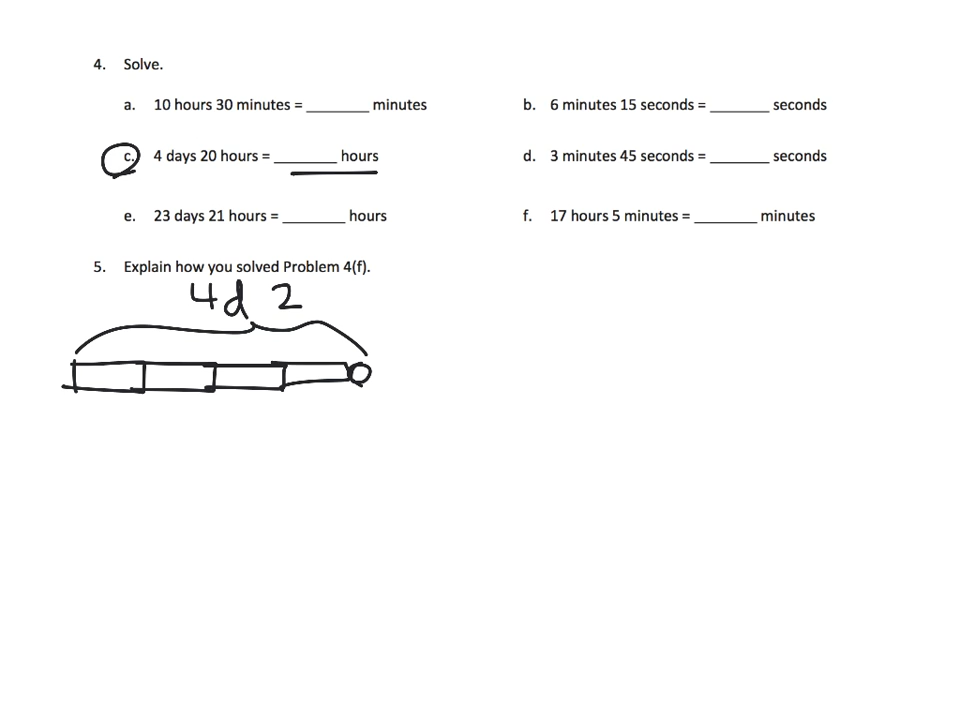 4. Solve.
a. 10 hours 30 minutes = ________ minutes
b. 6 minutes 15 seconds = ________ seconds
c. 4 days 20 hours = ________ hours
d. 3 minutes 45 seconds = ________ seconds
e. 23 days 21 hours = ________ hours
f. 17 hours 5 minutes = ________ minutes
5. Explain how you solved Problem 4(f).
4d 2